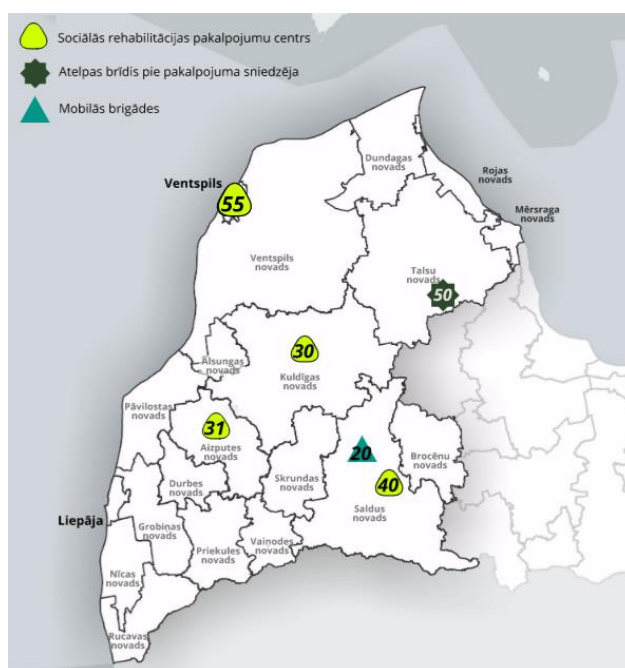 Sociālās rehabilitācijas pakalpojumu centrs
Atelpas brīdis pie pakalpojuma sniedzēja
Mobilās brigādes
Dundagas
novads
Rojas
novads
Ventspils
Mērsraga
novads
55
Ventspils
novads
Talsu
novads
50
30
Alsungas
novads
Kuldīgas
novads
Pāvilostas
novads
31
Aizputes
novads
20
Brocēnu
novads
Skrundas
novads
Durbes
novads
40
Saldus
novads
Liepāja
Grobiņas
novads
Priekules
novads
Vaiņodes
novads
Nīcas
novads
Rucavas
novads